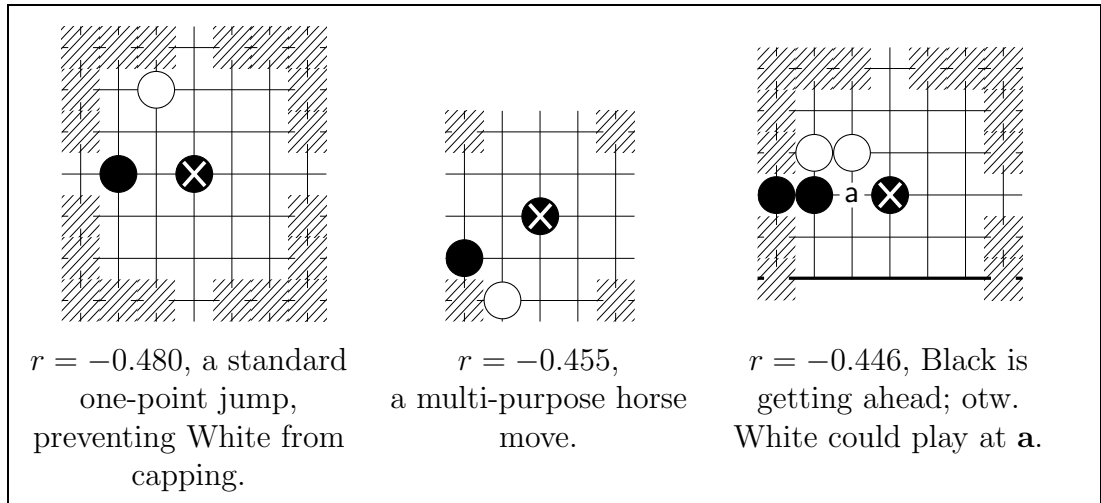 a
r = −0.480, a standard
one-point jump,
preventing White from
capping.
r = −0.455,
a multi-purpose horse
move.
r = −0.446, Black is
getting ahead; otw.
White could play at a.